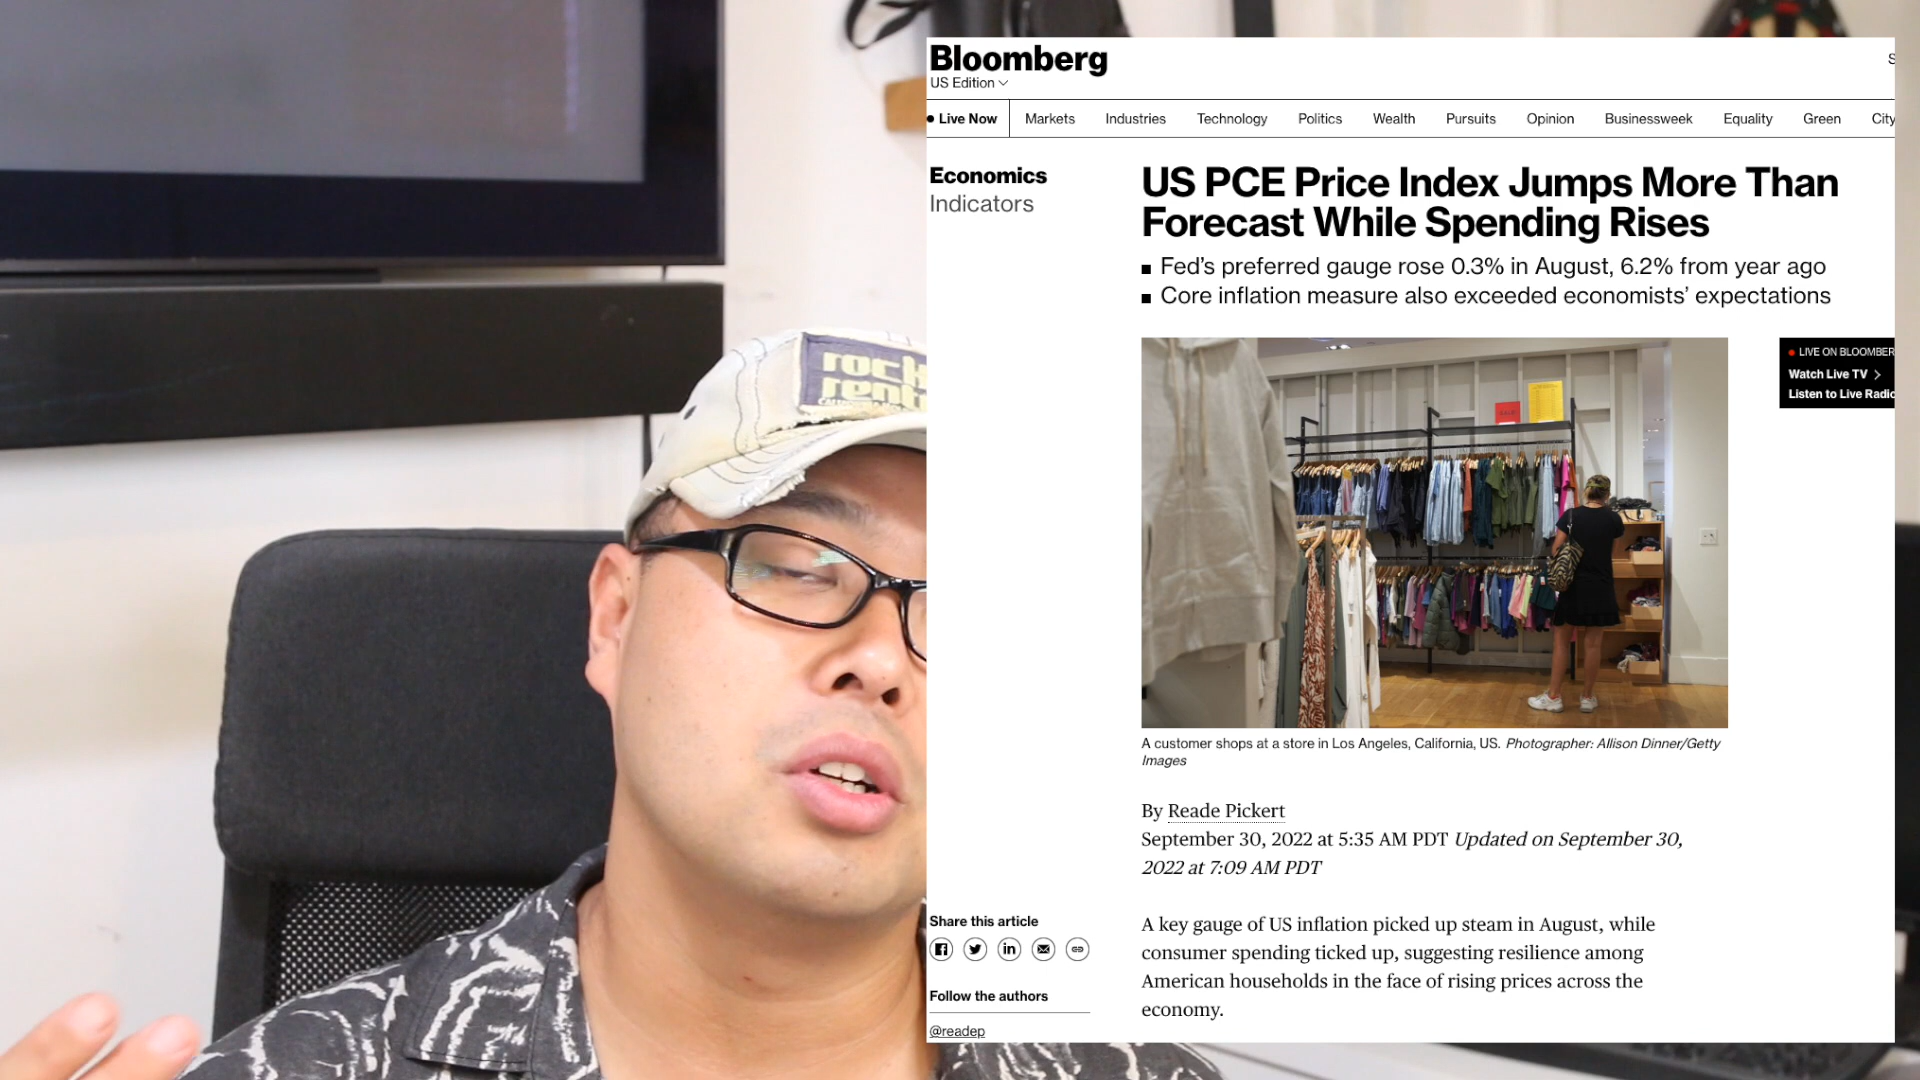 rock
Bloomberg
US Edition
Live Now
Markets
Industries
Technology
Politics
Wealth
Pursuits
Opinion
Businessweek
Equality
Green
City
Economics
Indicators
US PCE Price Index Jumps More Than
Forecast While Spending Rises
Fed's preferred gauge rose 0.3% in August, 6.2% from year ago
Core inflation measure also exceeded economists' expectations
LIVE ON BLOOMBER
Watch Live TV
Listen to Live Radio
A customer shops at a store in Los Angeles, California, US. Photographer: Allison Dinner/Getty
Images
By Reade Pickert
September 30, 2022 at 5:35 AM PDT Updated on September 30,
2022 at 7:09 AM PDT
Share this article
Follow the authors
@readep
A key gauge of US inflation picked up steam in August, while
consumer spending ticked up, suggesting resilience among
American households in the face of rising prices across the
economy.